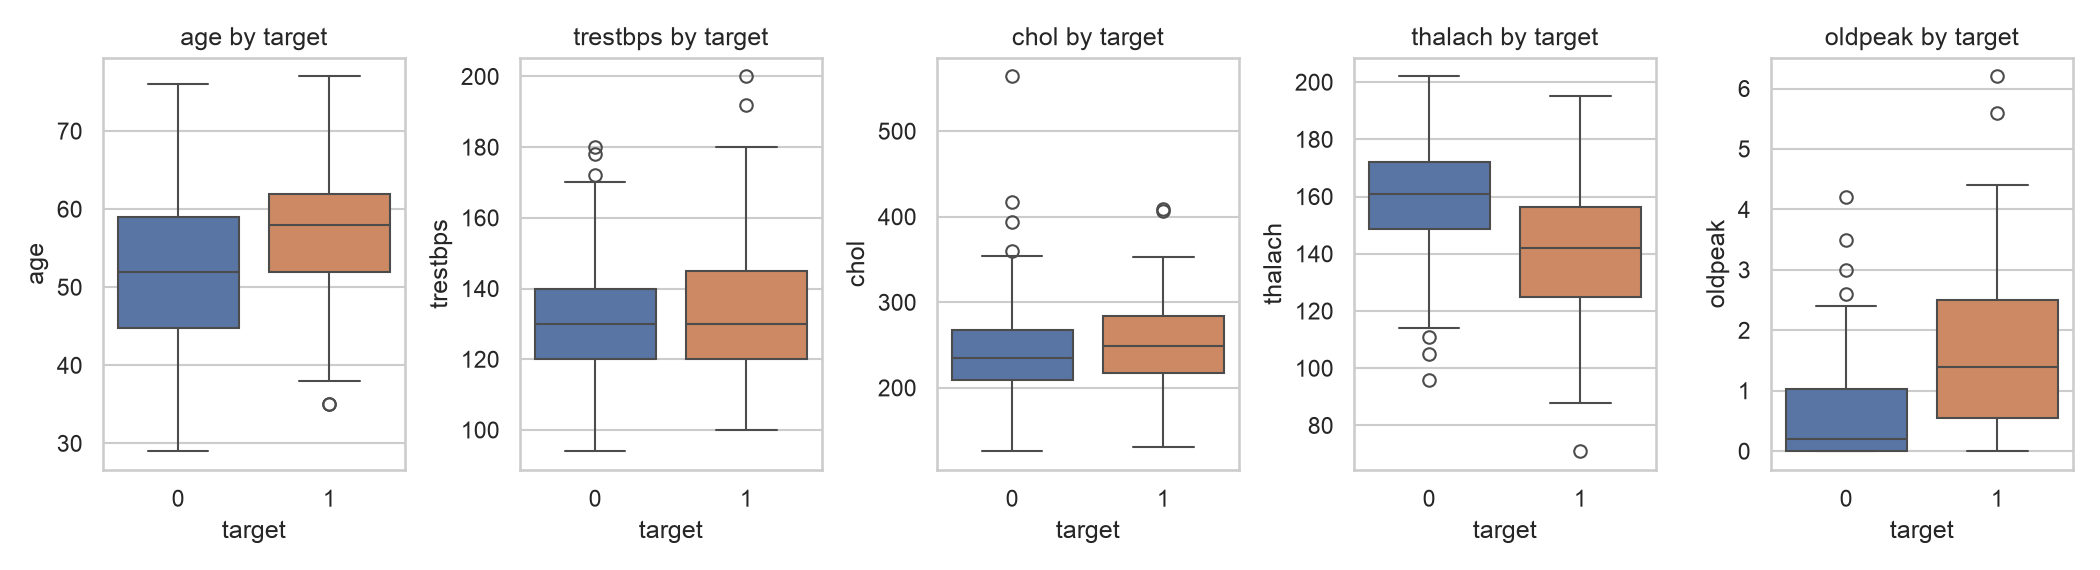 age by target
age
70
60
50
40
30
0 1
target
trestbps by target
trestbps
200
180
160
140
120
100
0 1
target
chol by target
chol
500
400
300
200
0 1
target
thalach by target
thalach
200
180
160
140
120
100
80
0 1
target
oldpeak by target
oldpeak
6
5
4
3
2
1
0
0 1
target